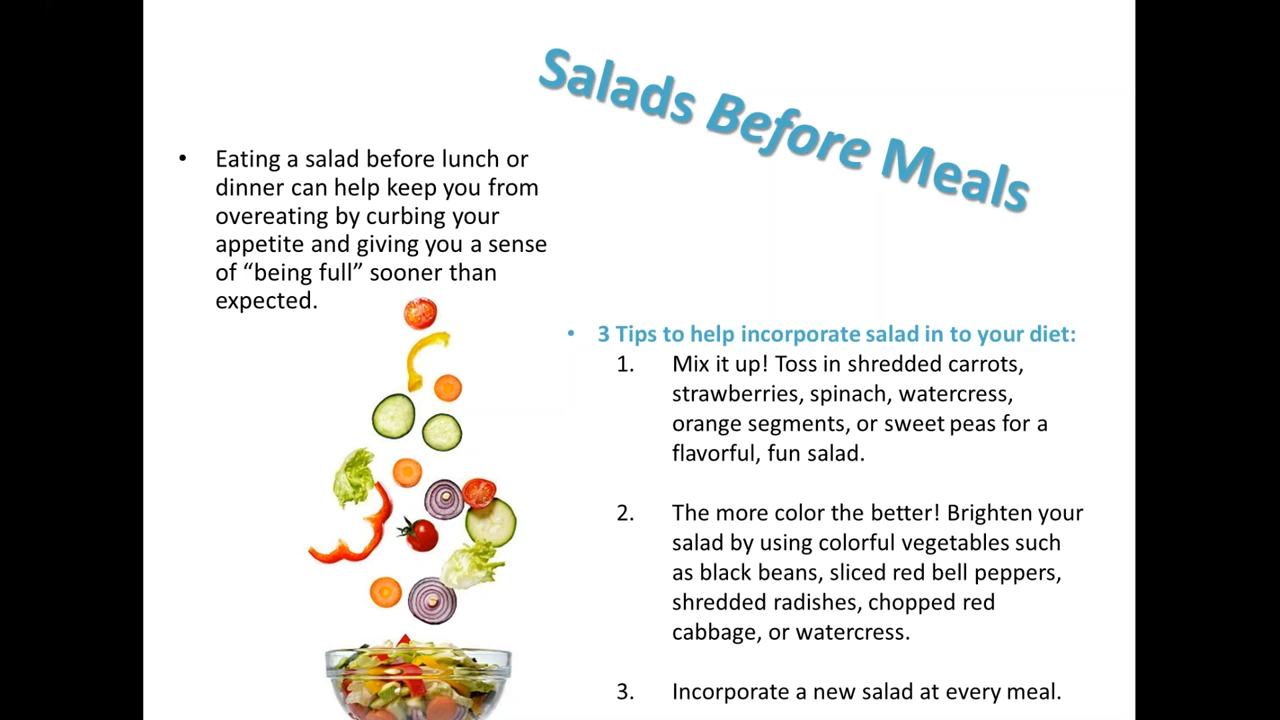 Salads Before Meals
• Eating a salad before lunch or
dinner can help keep you from
overeating by curbing your
appetite and giving you a sense
of “being full” sooner than
expected.
• 3 Tips to help incorporate salad in to your diet:
1. Mix it up! Toss in shredded carrots,
strawberries, spinach, watercress,
orange segments, or sweet peas for a
flavorful, fun salad.
2. The more color the better! Brighten your
salad by using colorful vegetables such
as black beans, sliced red bell peppers,
shredded radishes, chopped red
cabbage, or watercress.
3. Incorporate a new salad at every meal.